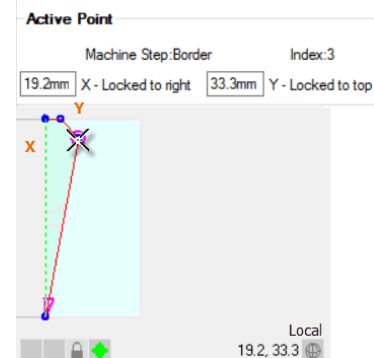 Active Point
Machine Step:Border Index:3
19.2mm X - Locked to right 33.3mm Y - Locked to top
Y
X
Local
19.2, 33.3